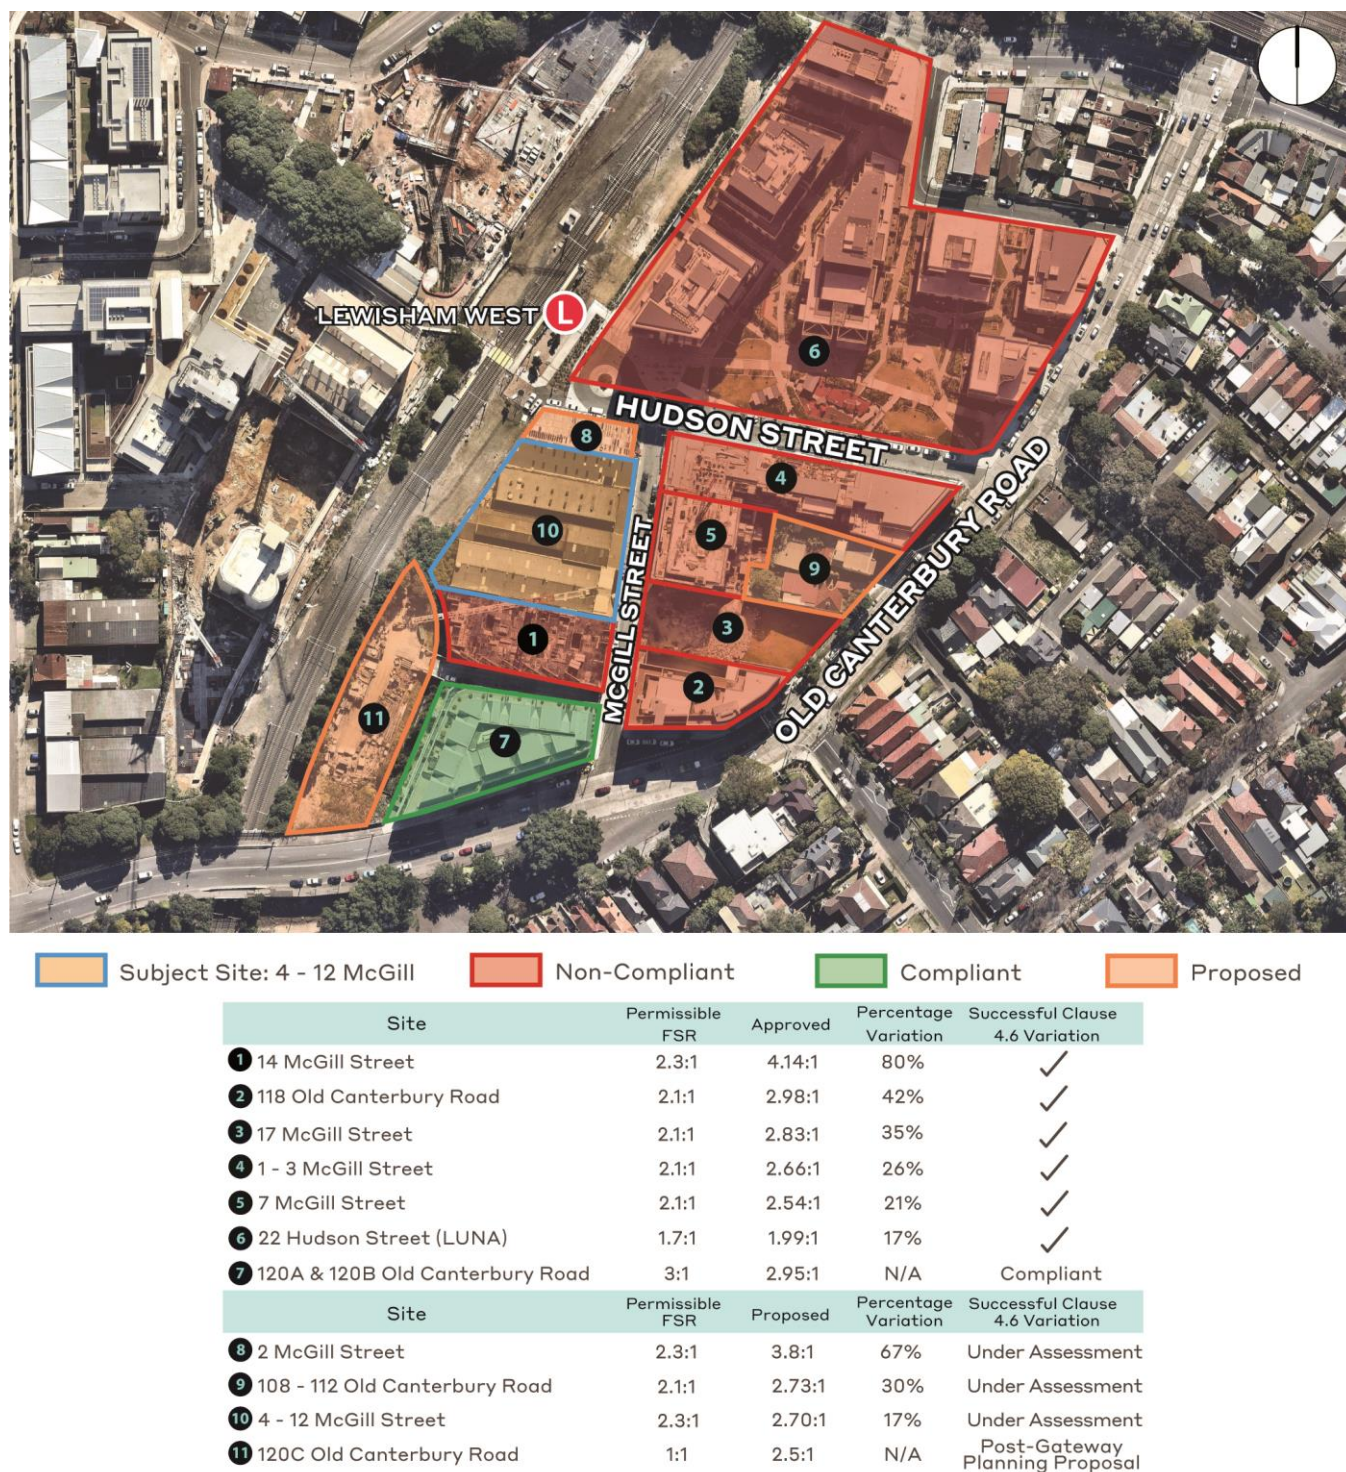 LEWISHAM WEST
L
6
HUDSON STREET
8
4
10
5
9
MCGILL STREET
OLD CANTERBURY ROAD
1
3
2
11
7
Subject Site: 4 - 12 McGill
Non-Compliant
Compliant
Proposed
Site Permissible FSR Approved Percentage Variation Successful Clause 4.6 Variation
1 14 McGill Street 2.3:1 4.14:1 80% ✓
2 118 Old Canterbury Road 2.1:1 2.98:1 42% ✓
3 17 McGill Street 2.1:1 2.83:1 35% ✓
4 1 - 3 McGill Street 2.1:1 2.66:1 26% ✓
5 7 McGill Street 2.1:1 2.54:1 21% ✓
6 22 Hudson Street (LUNA) 1.7:1 1.99:1 17% ✓
7 120A & 120B Old Canterbury Road 3:1 2.95:1 N/A Compliant
Site Permissible FSR Proposed Percentage Variation Successful Clause 4.6 Variation
8 2 McGill Street 2.3:1 3.8:1 67% Under Assessment
9 108 - 112 Old Canterbury Road 2.1:1 2.73:1 30% Under Assessment
10 4 - 12 McGill Street 2.3:1 2.70:1 17% Under Assessment
11 120C Old Canterbury Road 1:1 2.5:1 N/A Post-Gateway Planning Proposal